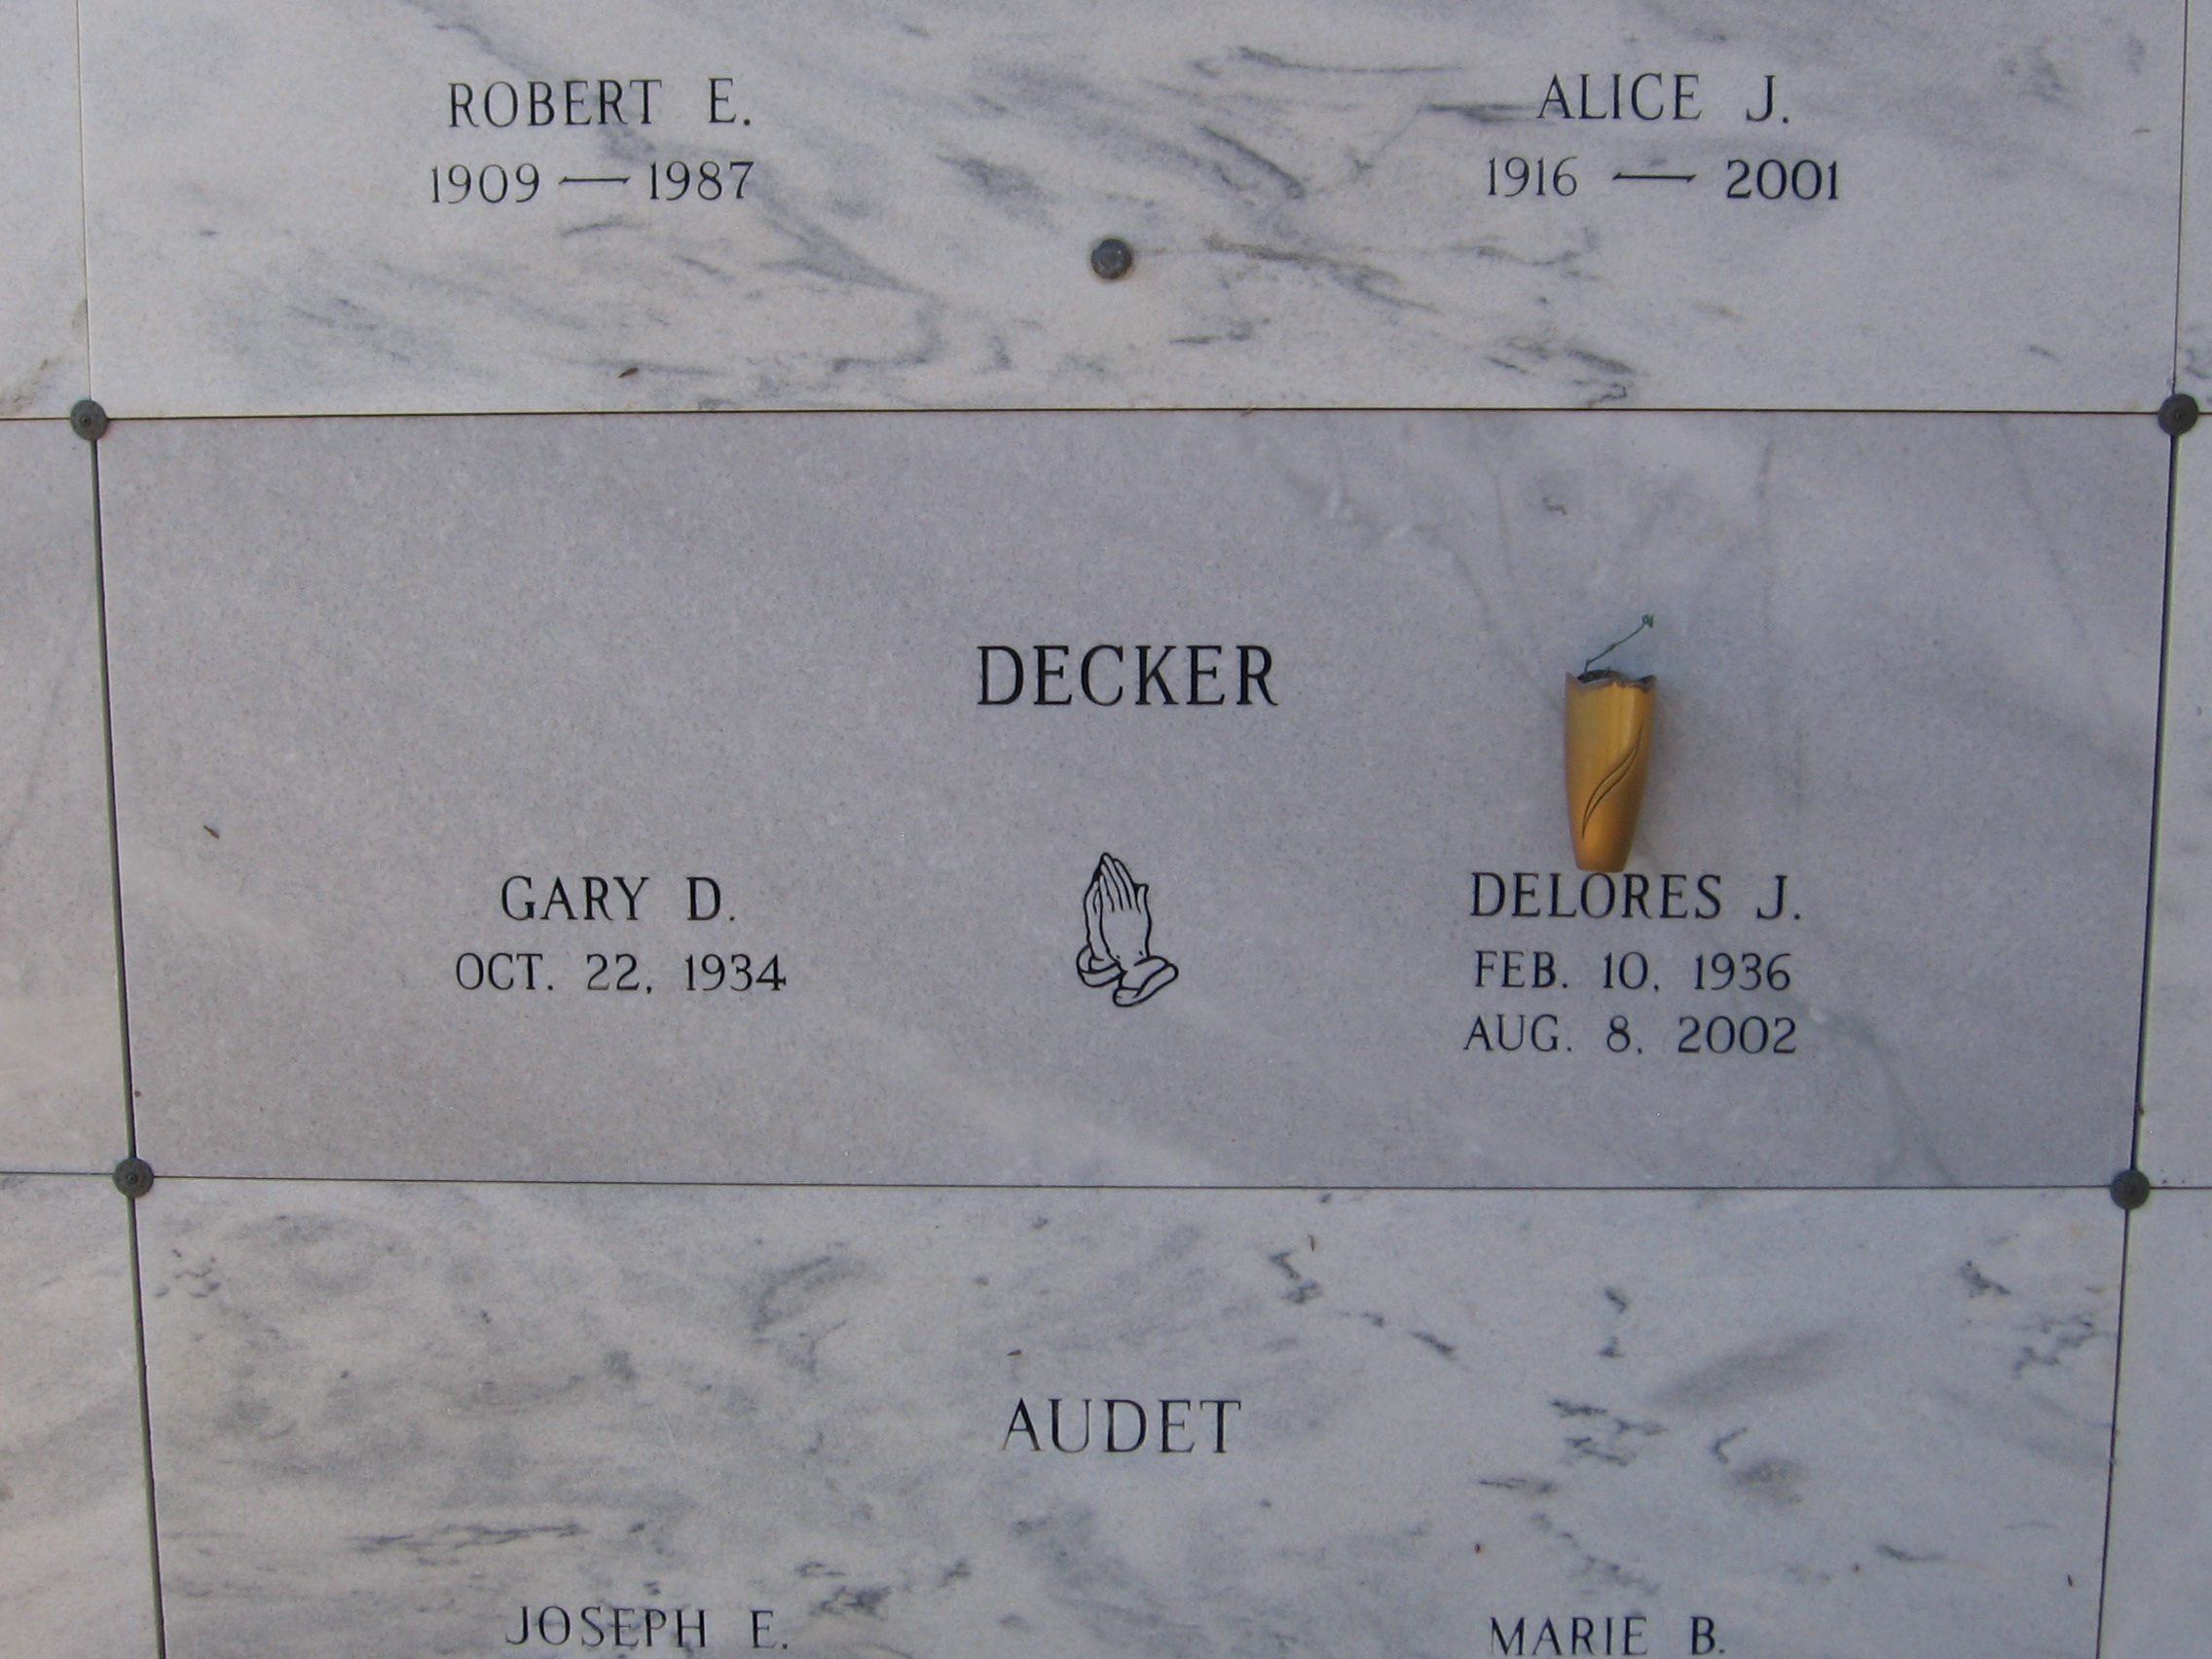 ROBERT E. ALICE J.
1909 — 1987 1916 — 2001
DECKER
GARY D. DELORES J.
OCT. 22, 1934 FEB. 10, 1936
AUG. 8, 2002
AUDET
JOSEPH E. MARIE B.